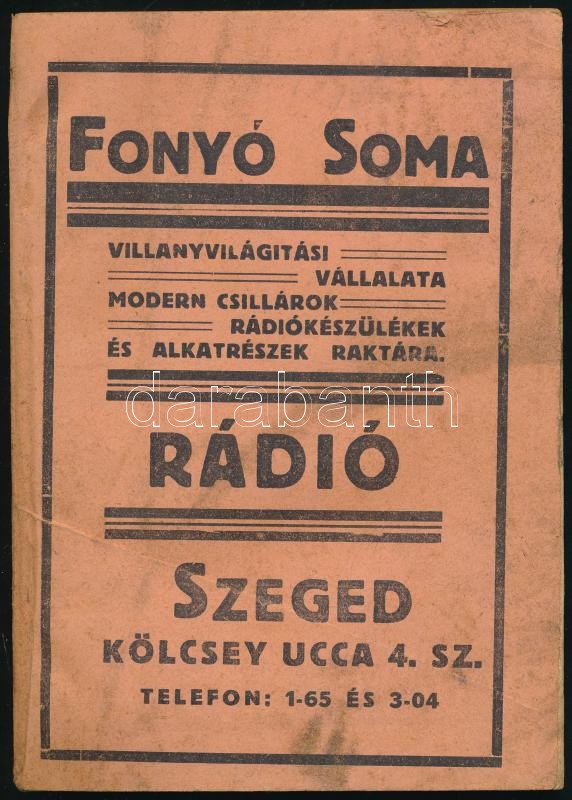 FONYÓ SOMA
VILLANYVILÁGITÁSI
VÁLLALATA
MODERN CSILLÁROK
RÁDIÓKÉSZÜLÉKEK
ÉS ALKATRÉSZEK RAKTÁRA.
darabanth
RÁDIÓ
SZEGED
KÖLCSEY UCCA 4. SZ.
TELEFON: 1-65 ÉS 3-04